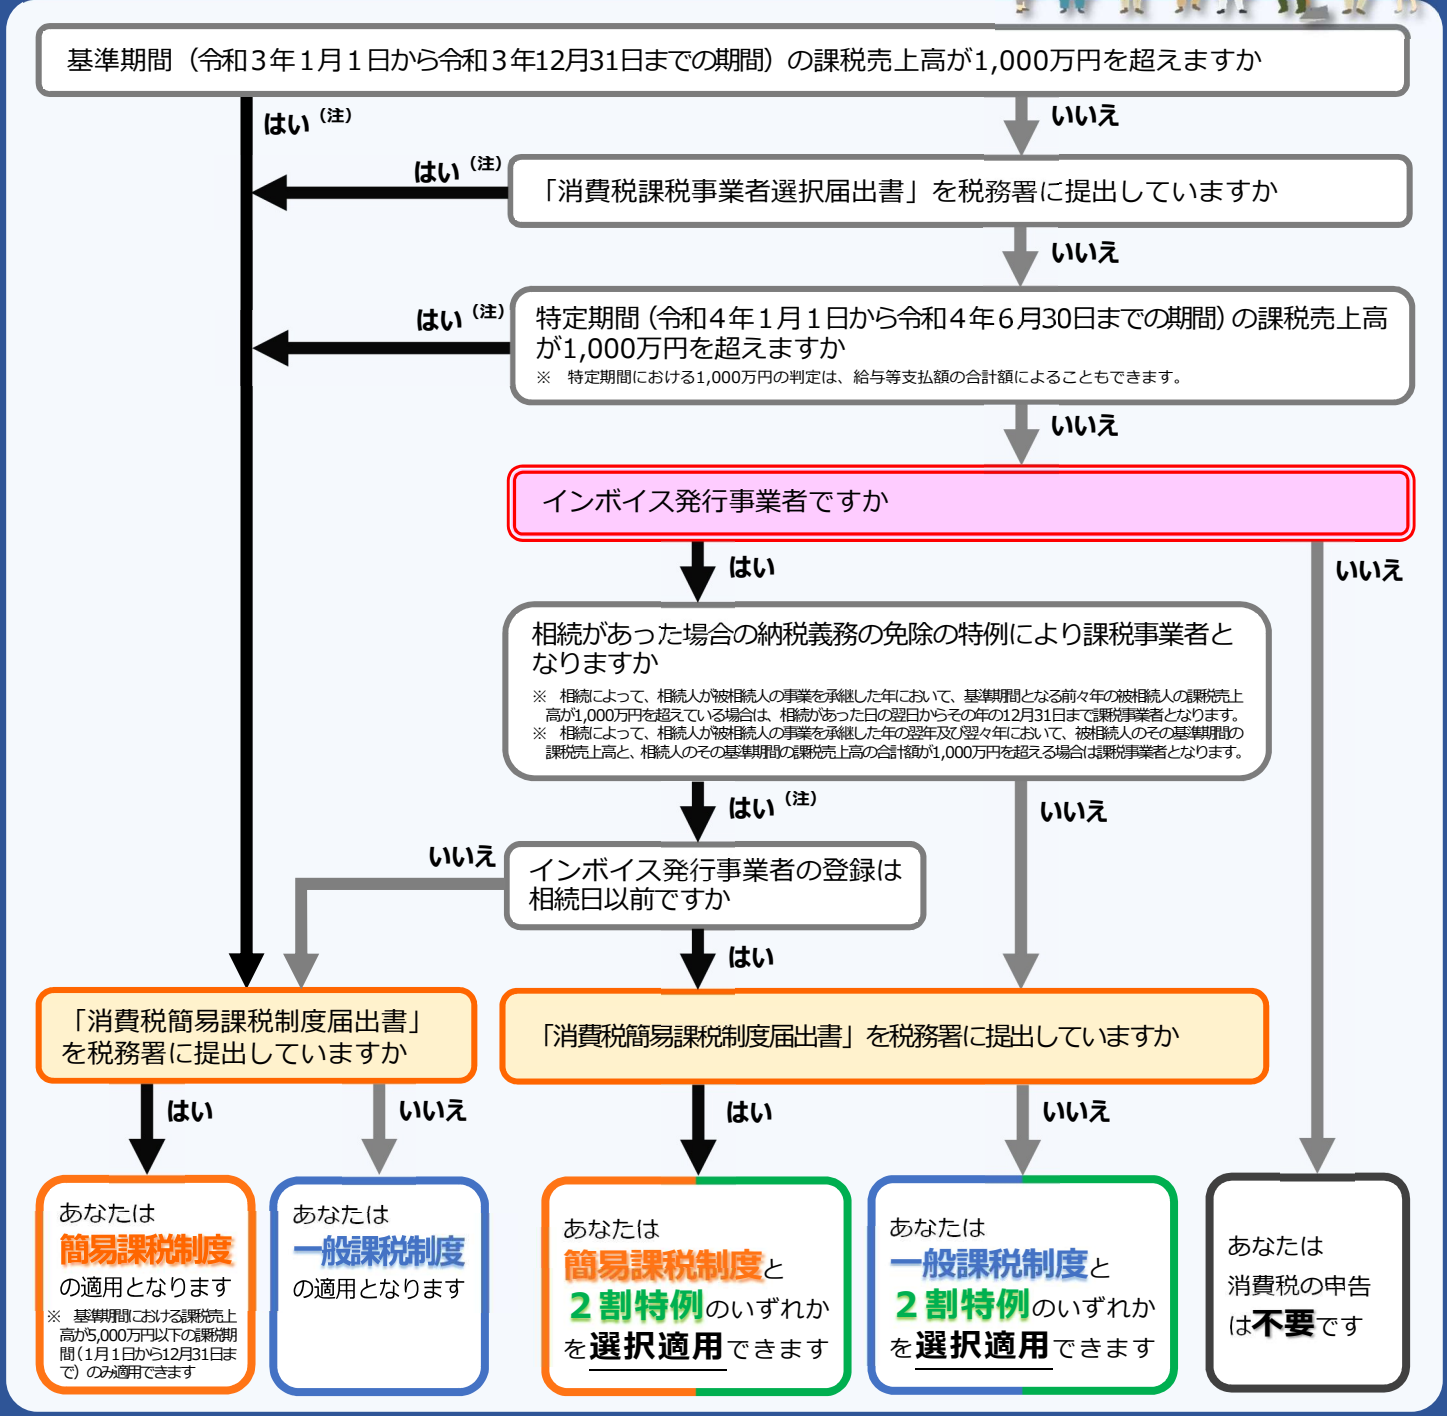 基準期間（令和３年１月１日から令和３年12月31日までの期間）の課税売上高が1,000万円を超えますか
はい（注）
いいえ
はい（注）
「消費税課税事業者選択届出書」を税務署に提出していますか
いいえ
はい（注）
特定期間（令和４年１月１日から令和４年６月30日までの期間）の課税売上高
が1,000万円を超えますか
※　特定期間における1,000万円の判定は、給与等支払額の合計額によることもできます。
いいえ
インボイス発行事業者ですか
はい
いいえ
相続があった場合の納税義務の免除の特例により課税事業者と
なりますか
※　相続によって、相続人が被相続人の事業を承継した年において、基準期間となる前々年の被相続人の課税売上
高が1,000万円を超えている場合は、相続があった日の翌日からその年の12月31日まで課税事業者となります。
※　相続によって、相続人が被相続人の事業を承継した年の翌年及び翌々年において、被相続人のその基準期間の
課税売上高と、相続人のその基準期間の課税売上高の合計額が1,000万円を超える場合は課税事業者となります。
はい（注）
いいえ
いいえ
インボイス発行事業者の登録は
相続日以前ですか
はい
「消費税簡易課税制度届出書」
を税務署に提出していますか
「消費税簡易課税制度届出書」を税務署に提出していますか
はい
いいえ
はい
いいえ
あなたは
簡易課税制度
の適用となります
※　基準期間における課税売上
高が5,000万円以下の課税期
間（１月１日から12月31日ま
で）のみ適用できます
あなたは
一般課税制度
の適用となります
あなたは
簡易課税制度と
２割特例のいずれか
を選択適用できます
あなたは
一般課税制度と
２割特例のいずれか
を選択適用できます
あなたは
消費税の申告
は不要です